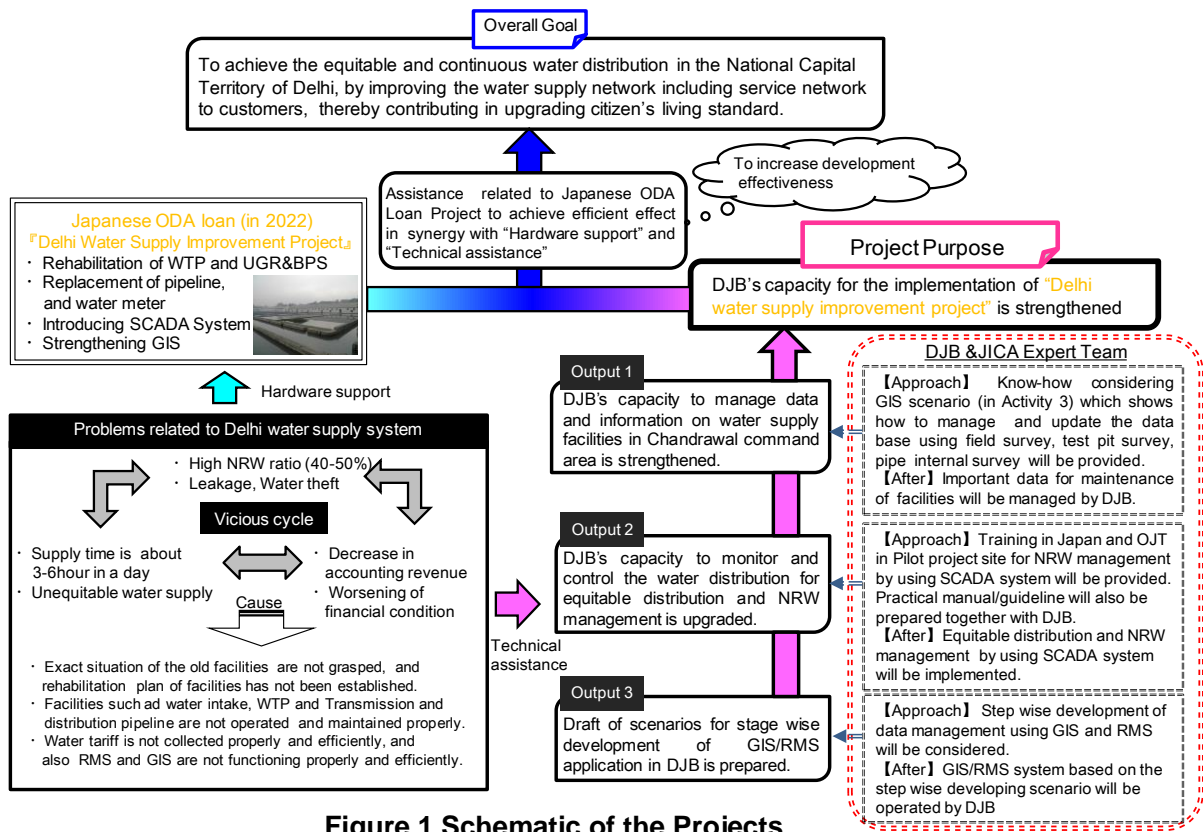 Overall Goal
To achieve the equitable and continuous water distribution in the National Capital
Territory of Delhi, by improving the water supply network including service network
to customers, thereby contributing in upgrading citizen's living standard.
To increase development
effectiveness
Assistance related to Japanese ODA
Loan Project to achieve efficient effect
in synergy with "Hardware support" and
"Technical assistance"
Japanese ODA loan (in 2022)
『Delhi Water Supply Improvement Project』
・ Rehabilitation of WTP and UGR&BPS
・ Replacement of pipeline,
and water meter
・ Introducing SCADA System
・ Strengthening GIS
Project Purpose
DJB's capacity for the implementation of "Delhi
water supply improvement project" is strengthened
Hardware support
Problems related to Delhi water supply system
・ High NRW ratio (40-50%)
・ Leakage, Water theft
Vicious cycle
・ Supply time is about
3-6hour in a day
・ Unequitable water supply
・ Decrease in
accounting revenue
・ Worsening of
financial condition
Cause
・ Exact situation of the old facilities are not grasped, and
rehabilitation plan of facilities has not been established.
・ Facilities such ad water intake, WTP and Transmission and
distribution pipeline are not operated and maintained properly.
・ Water tariff is not collected properly and efficiently, and
also RMS and GIS are not functioning properly and efficiently.
Technical
assistance
Output 1
DJB's capacity to manage data
and information on water supply
facilities in Chandrawal command
area is strengthened.
Output 2
DJB's capacity to monitor and
control the water distribution for
equitable distribution and NRW
management is upgraded.
Output 3
Draft of scenarios for stage wise
development of GIS/RMS
application in DJB is prepared.
DJB &JICA Expert Team
【Approach】 Know-how considering
GIS scenario (in Activity 3) which shows
how to manage and update the data
base using field survey, test pit survey,
pipe internal survey will be provided.
【After】Important data for maintenance
of facilities will be managed by DJB.
【Approach】Training in Japan and OJT
in Pilot project site for NRW management
by using SCADA system will be provided.
Practical manual/guideline will also be
prepared together with DJB.
【After】Equitable distribution and NRW
management by using SCADA system
will be implemented.
【Approach】 Step wise development of
data management using GIS and RMS
will be considered.
【After】GIS/RMS system based on the
step wise developing scenario will be
operated by DJB
Figure 1 Schematic of the Projects